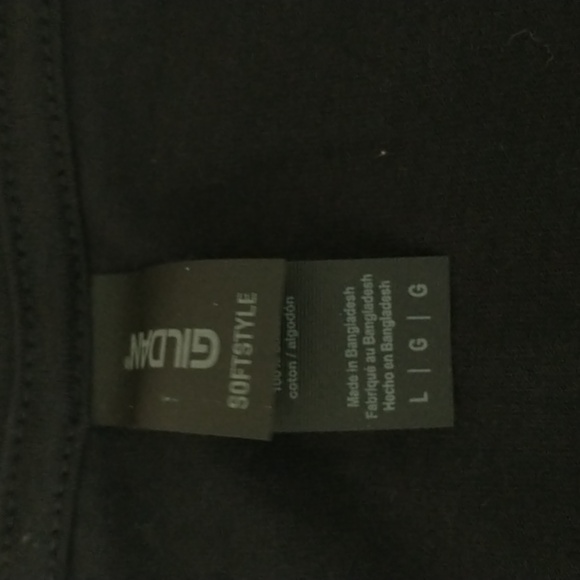 GILDAN®
SOFTSTYLE
coton / algodón
Made in Bangladesh
Fabriqué au Bangladesh
Hecho en Bangladesh
L | G | G